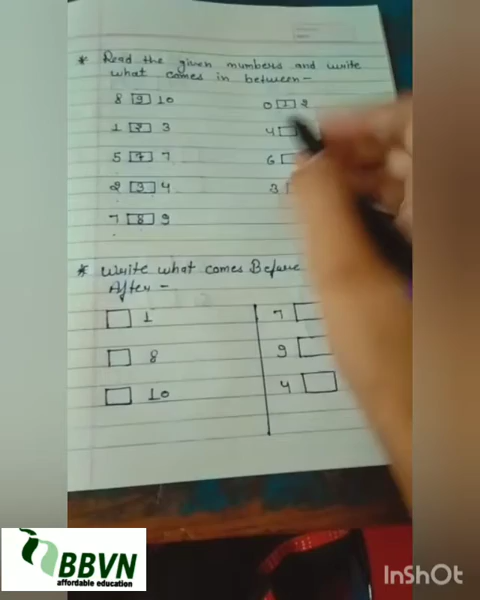 * Read the given numbers and write
what comes in between-
8 9 10 0 1 2
1 2 3 4
5 7 7 6
2 3 4 3
7 8 9
* Write what comes Before
After -
1 7
8 9
10 4
BBVN
affordable education
InShOt